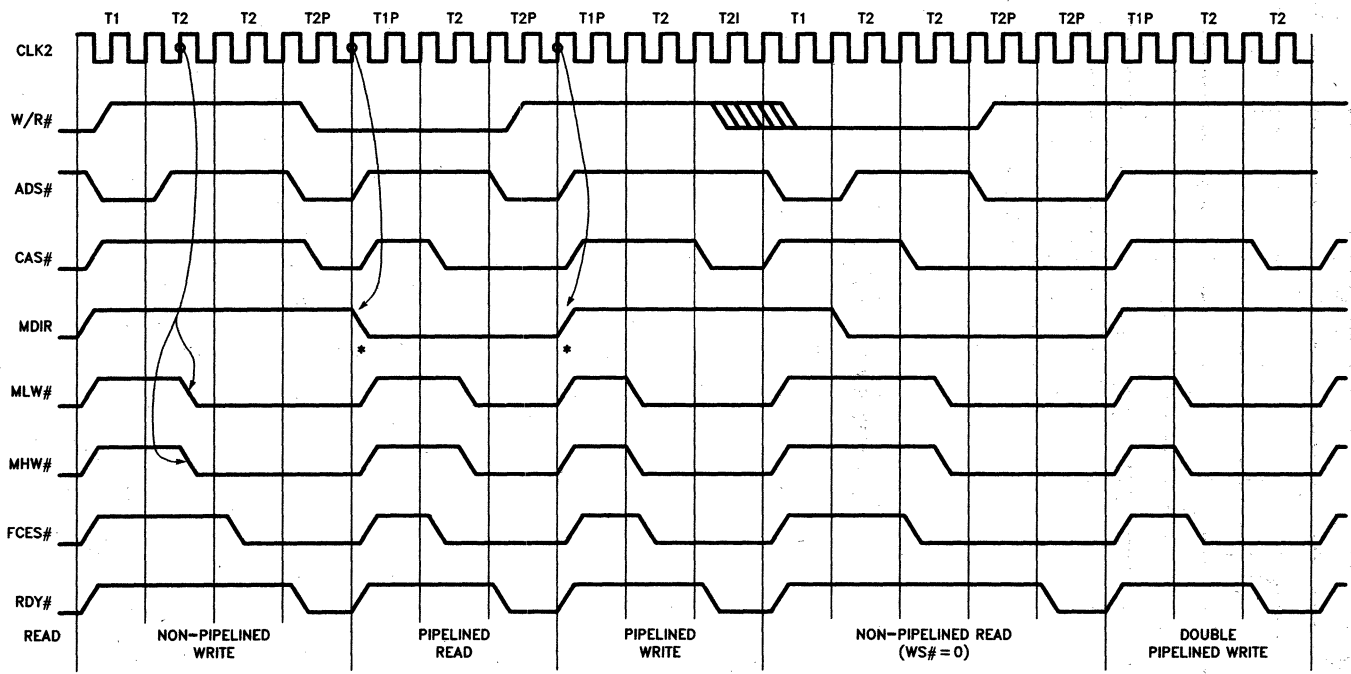 T1 T2 T2 T2P T1P T2 T2P T1P T2 T2I T1 T2 T2 T2P T2P T1P T2 T2
CLK2
W/R#
ADS#
CAS#
MDIR
* *
MLW#
MHW#
FCES#
RDY#
READ NON-PIPELINED PIPELINED PIPELINED NON-PIPELINED READ DOUBLE
WRITE READ WRITE (WS# = 0) PIPELINED WRITE